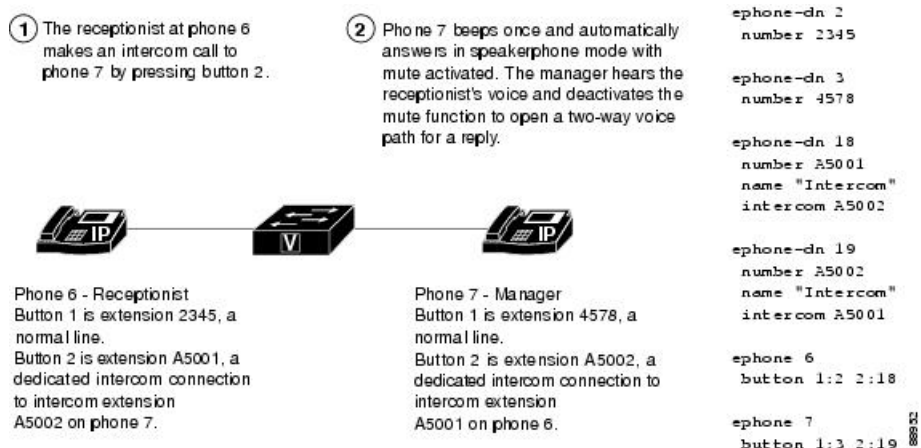 1 The receptionist at phone 6
makes an intercom call to
phone 7 by pressing button 2.
2 Phone 7 beeps once and automatically
answers in speakerphone mode with
mute activated. The manager hears the
receptionist's voice and deactivates the
mute function to open a two-way voice
path for a reply.
IP
V
IP
Phone 6 - Receptionist
Button 1 is extension 2345, a
normal line.
Button 2 is extension A5001, a
dedicated intercom connection
to intercom extension
A5002 on phone 7.
Phone 7 - Manager
Button 1 is extension 4578, a
normal line.
Button 2 is extension A5002, a
dedicated intercom connection to
intercom extension
A5001 on phone 6.
ephone-dn 2
number 2345
ephone-dn 3
number 4578
ephone-dn 18
number A5001
name "Intercom"
intercom A5002
ephone-dn 19
number A5002
name "Intercom"
intercom A5001
ephone 6
button 1:2 2:18
ephone 7
button 1:3 2:19
88952